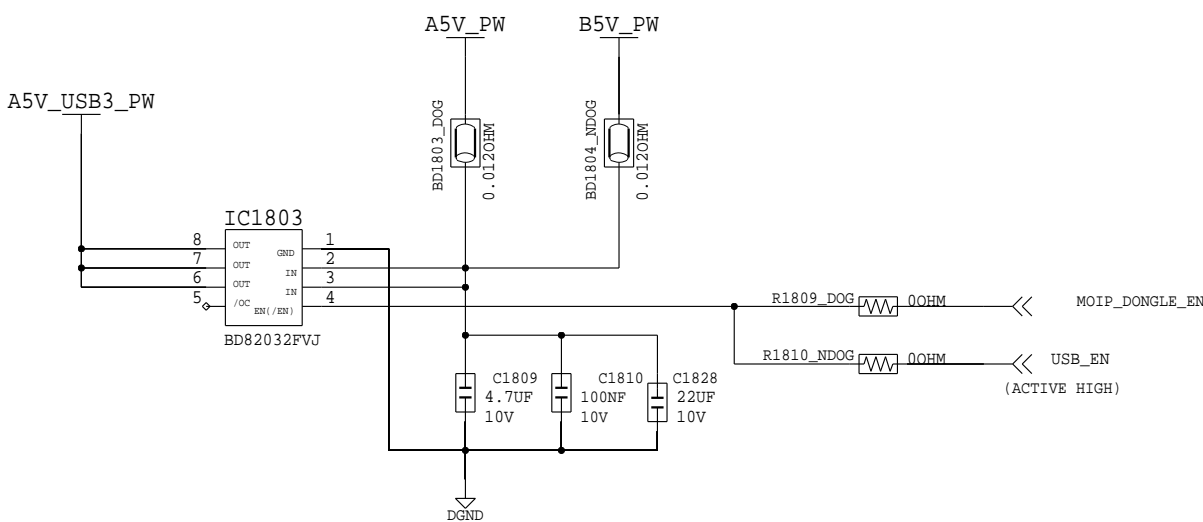 A5V_PW
B5V_PW
A5V_USB3_PW
BD1803_DOG
0.012OHM
BD1804_NDOG
0.012OHM
IC1803
8 OUT GND 1
7 OUT IN 2
6 OUT IN 3
5 /OC EN(/EN) 4
BD82032FVJ
R1809_DOG 0OHM MOIP_DONGLE_EN
R1810_NDOG 0OHM USB_EN
(ACTIVE HIGH)
C1809
4.7UF
10V
C1810
100NF
10V
C1828
22UF
10V
DGND